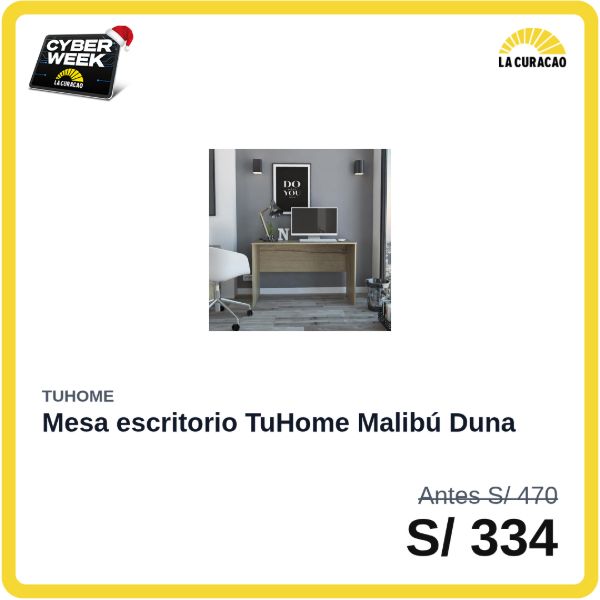 CYBER
WEEK
LA CURACAO
LA CURACAO
DO
YOU
N
TUHOME
Mesa escritorio TuHome Malibú Duna
Antes S/ 470
S/ 334